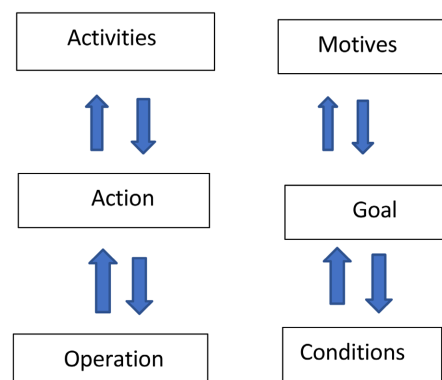 Activities
Motives
Action
Goal
Operation
Conditions